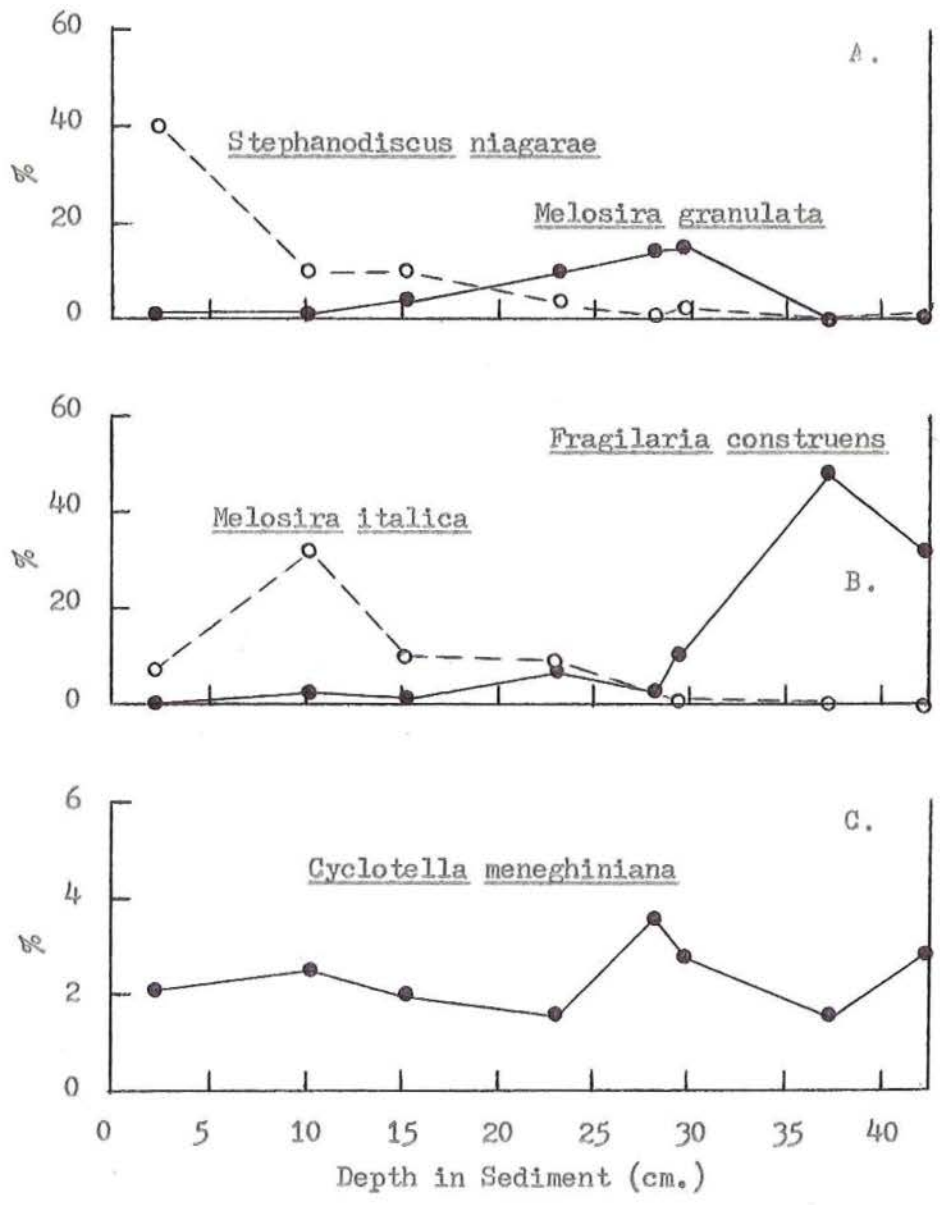 60
A.
40
Stephanodiscus niagarae
%
Melosira granulata
20
0
60
Fragilaria construens
40
Melosira italica
%
B.
20
0
6
C.
Cyclotella meneghiniana
4
%
2
0
0 5 10 15 20 25 30 35 40
Depth in Sediment (cm.)